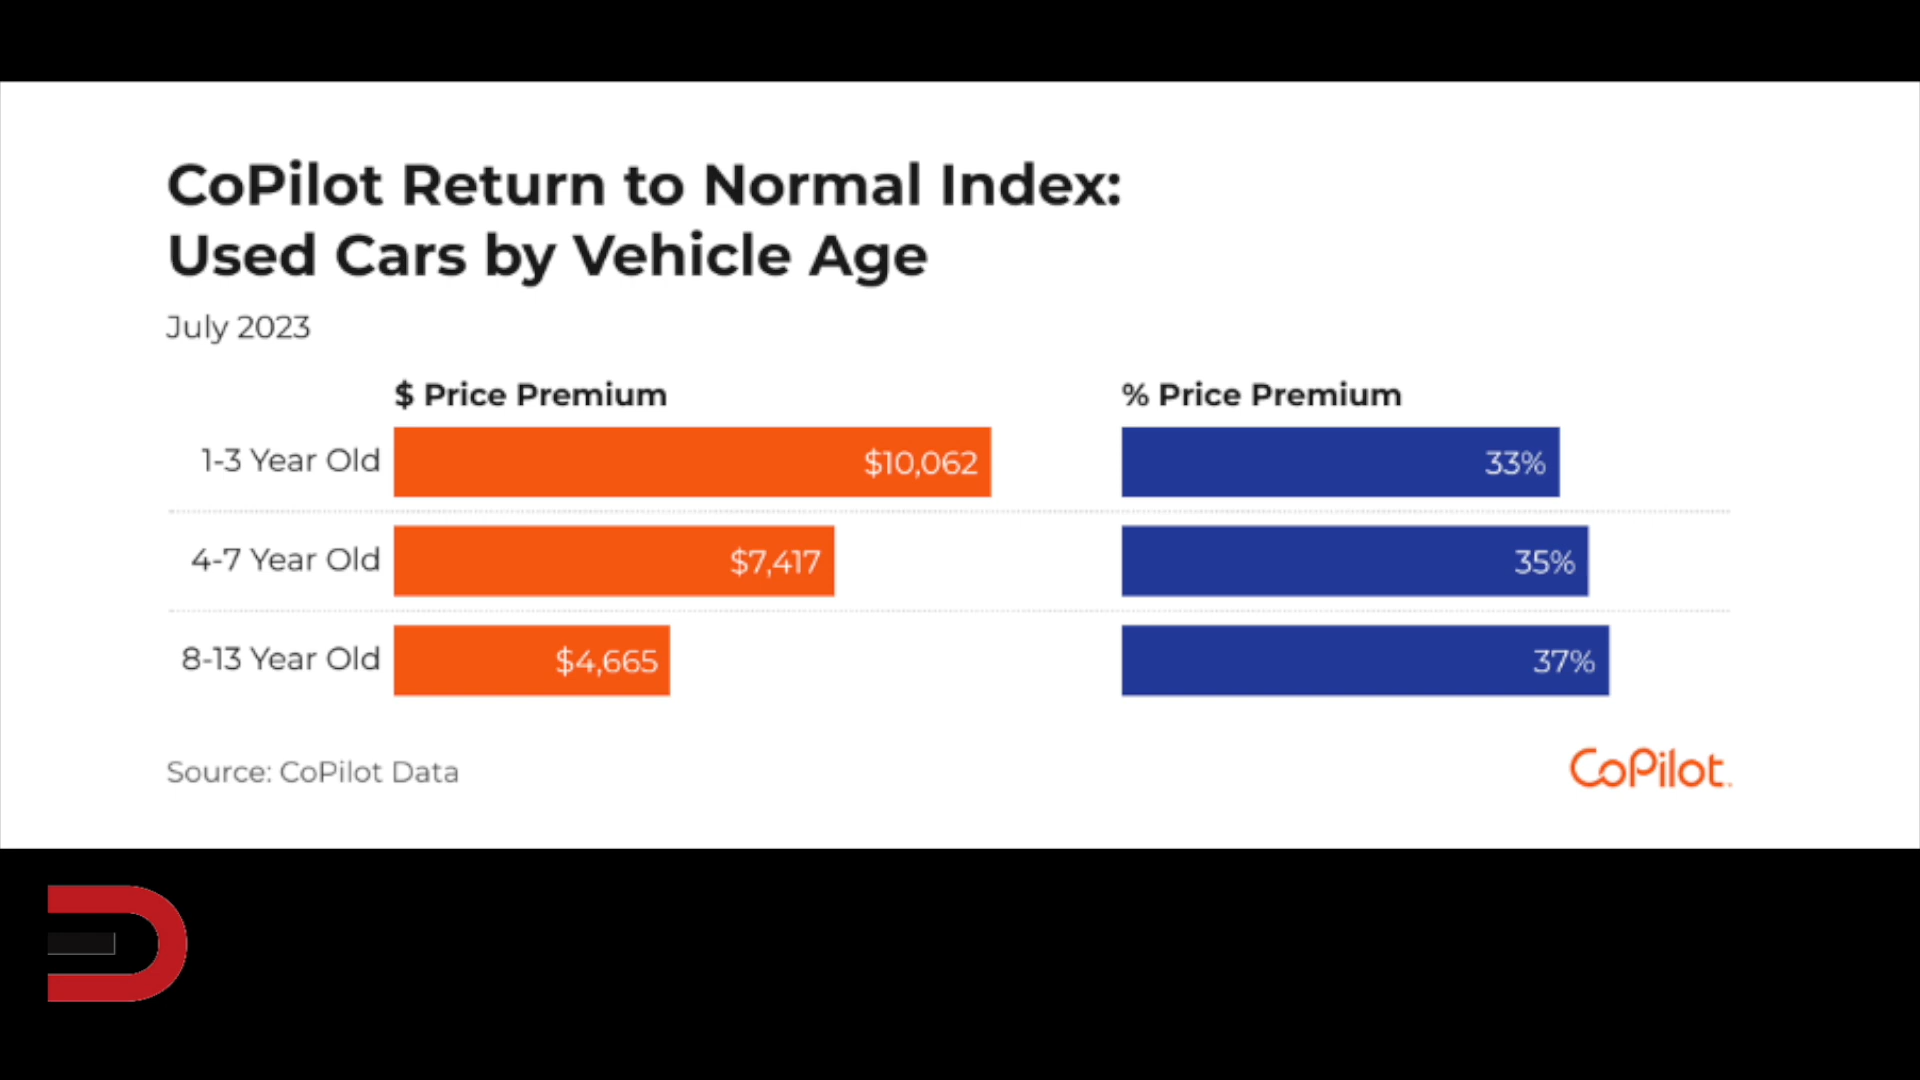 CoPilot Return to Normal Index:
Used Cars by Vehicle Age
July 2023
$ Price Premium
% Price Premium
1-3 Year Old $10,062 33%
4-7 Year Old $7,417 35%
8-13 Year Old $4,665 37%
Source: CoPilot Data
CoPilot